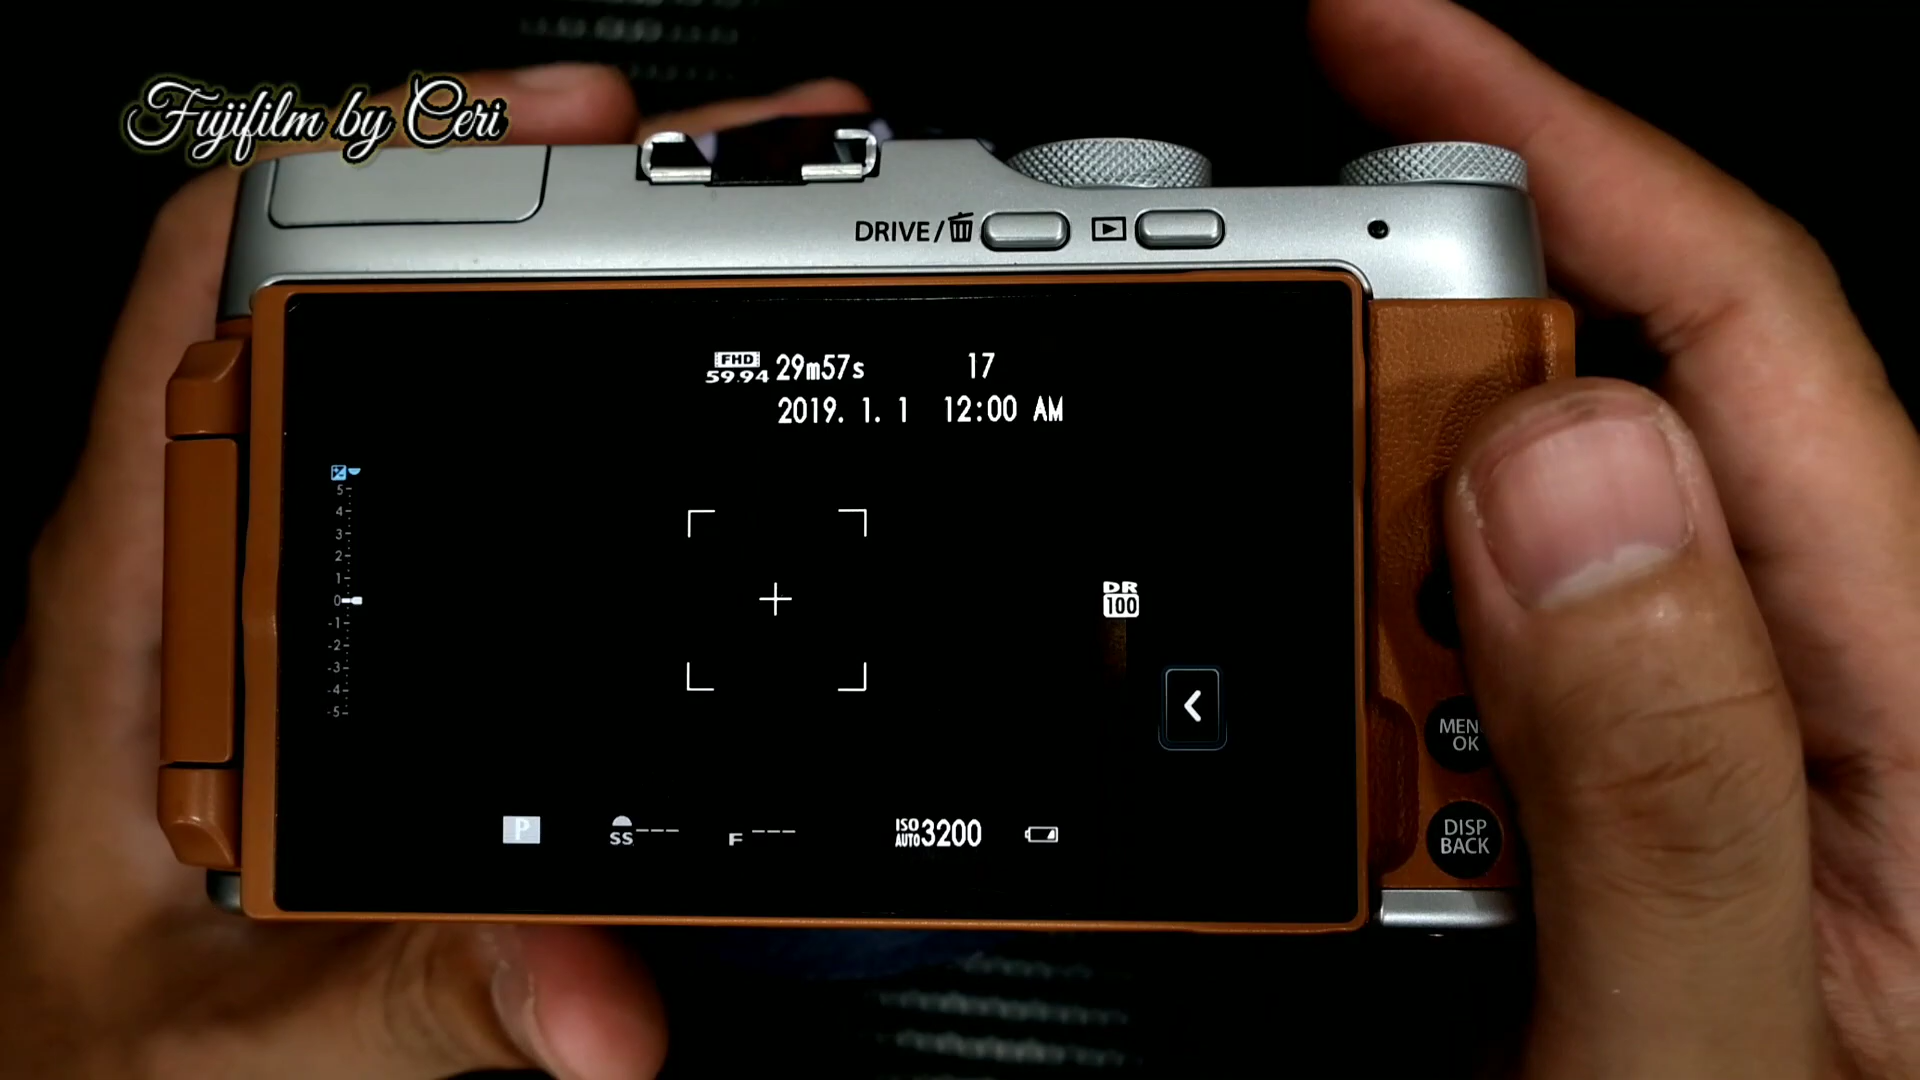 Fujifilm by Ceri
DRIVE/
FHD 59.94 29m57s 17
2019. 1. 1 12:00 AM
5
4
3
2
1
0
-1
-2
-3
-4
-5
DR
100
MEN
OK
DISP
BACK
P SS--- F --- ISO AUTO 3200